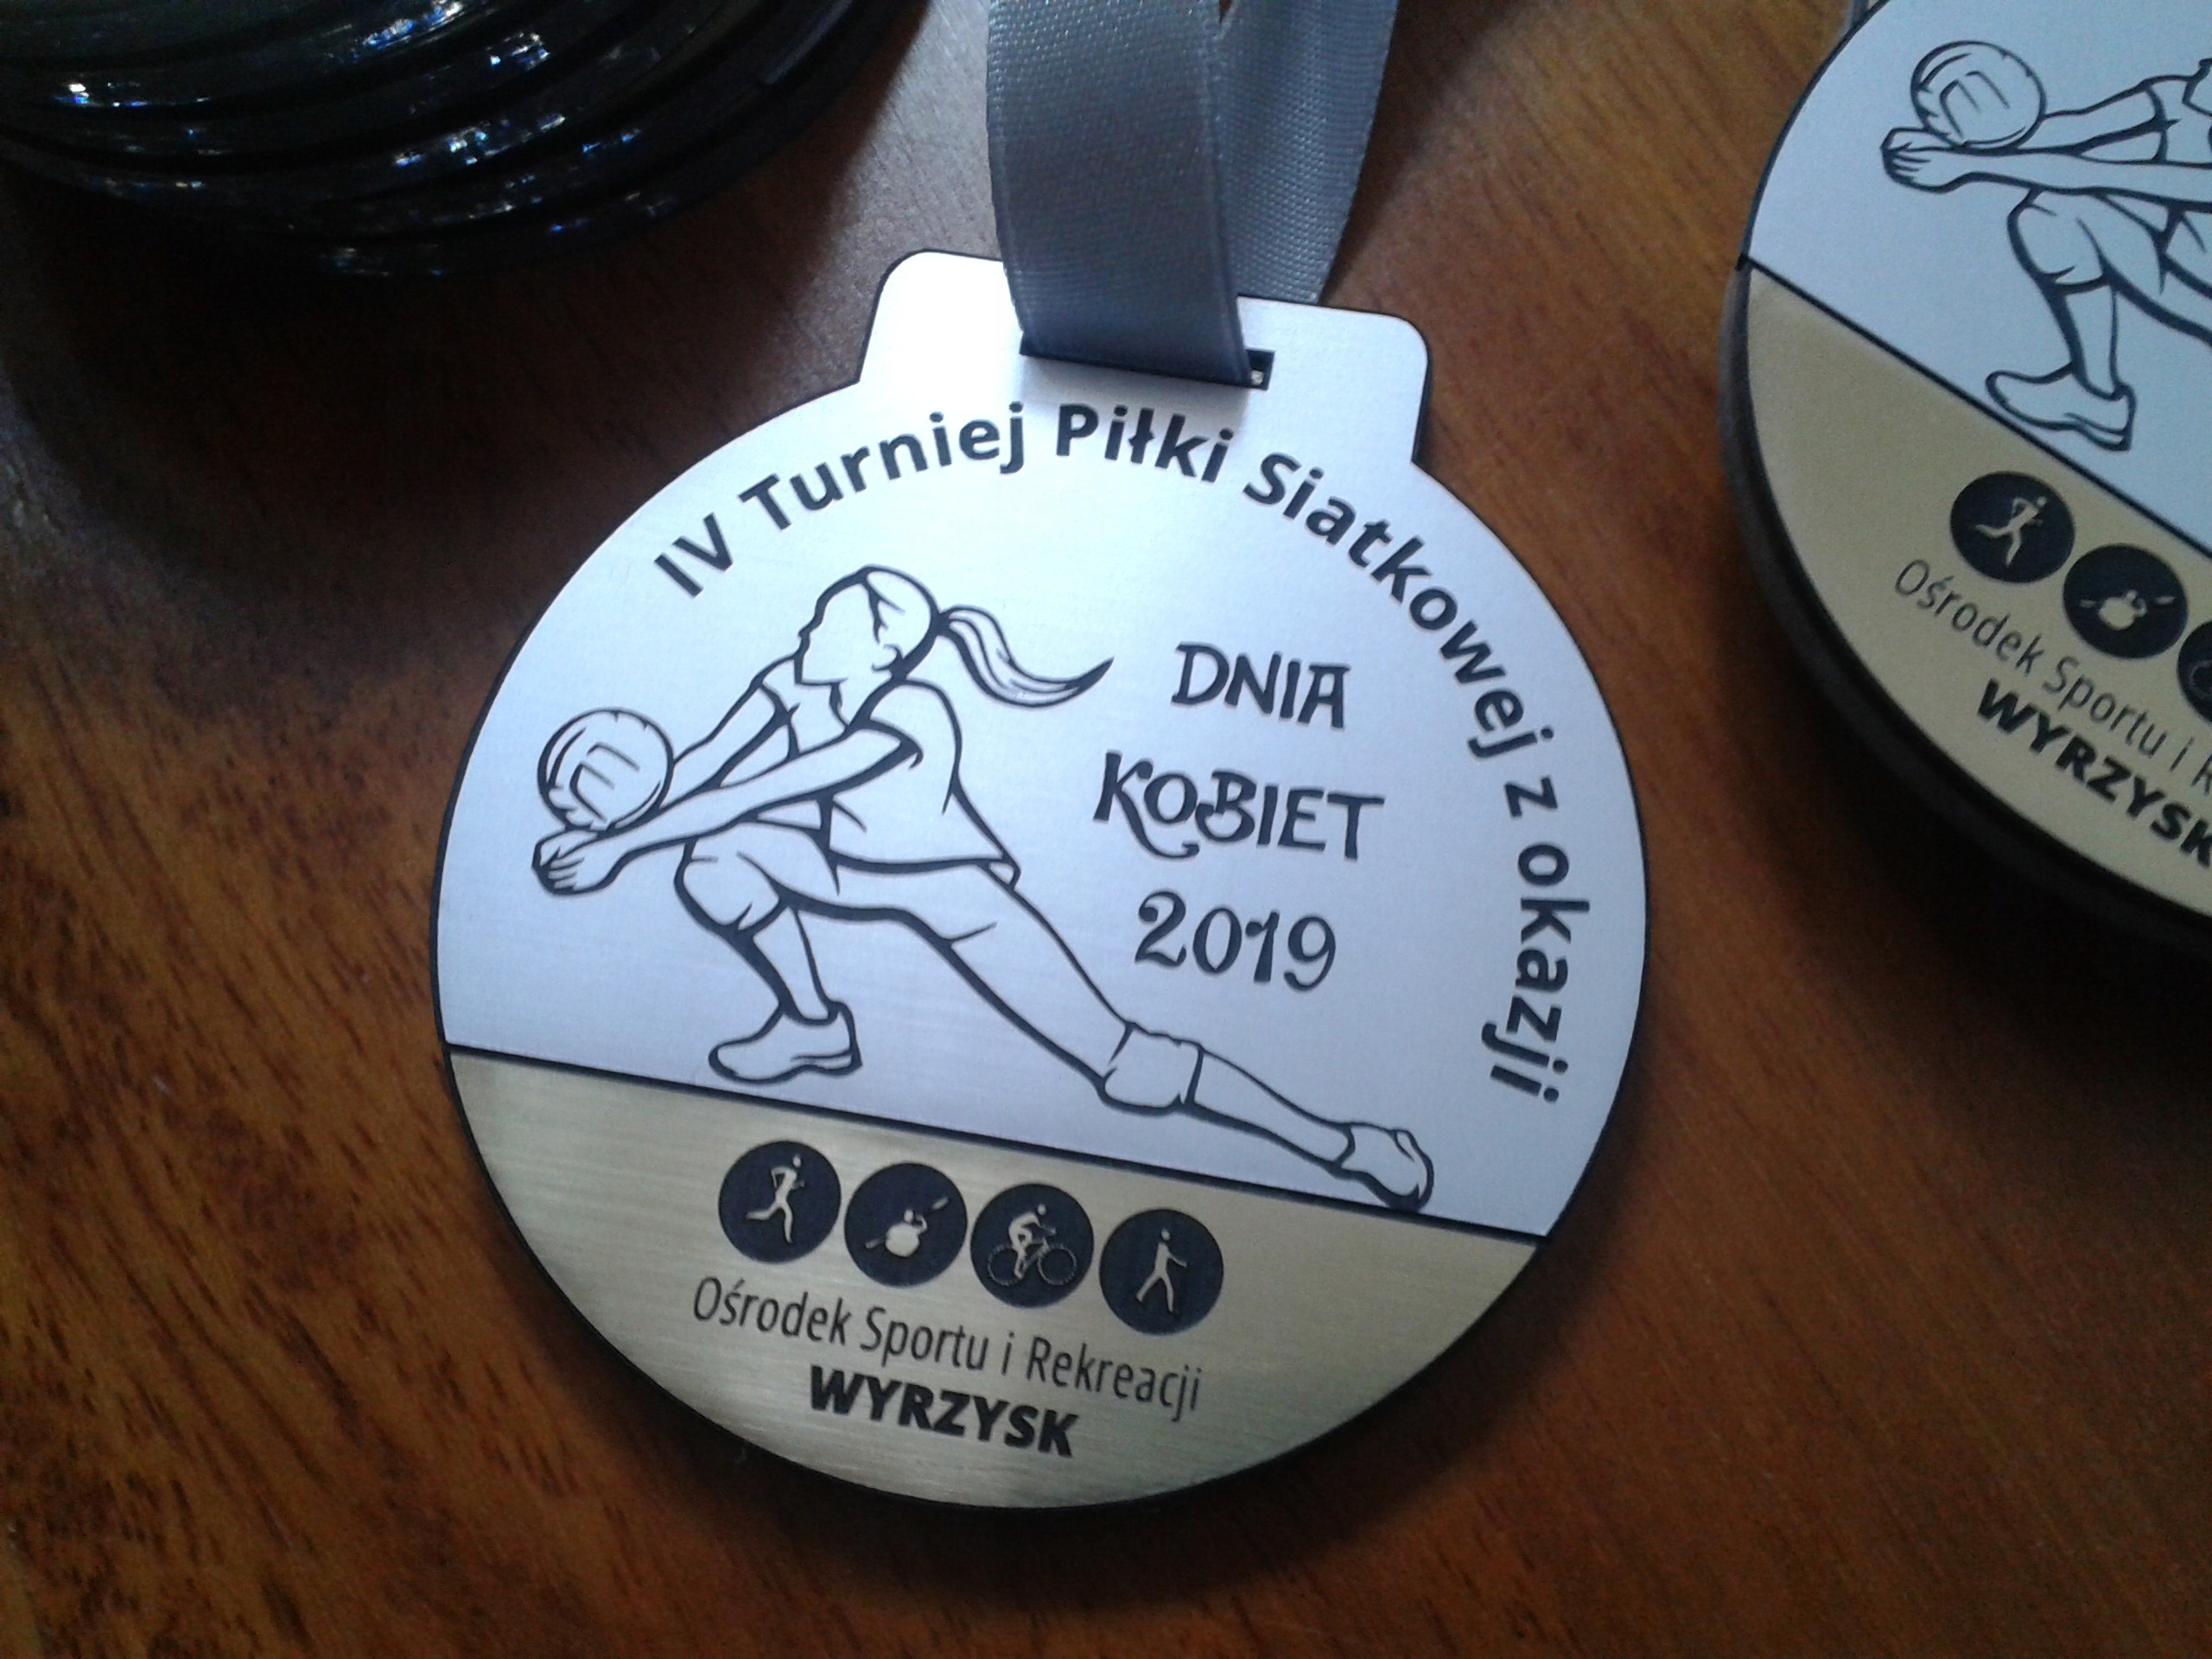 IV Turniej Piłki Siatkowej z okazji
DNIA
KOBIET
2019
Ośrodek Sportu i Rekreacji
WYRZYSK
Ośrodek Sportu i
WYRZYSK